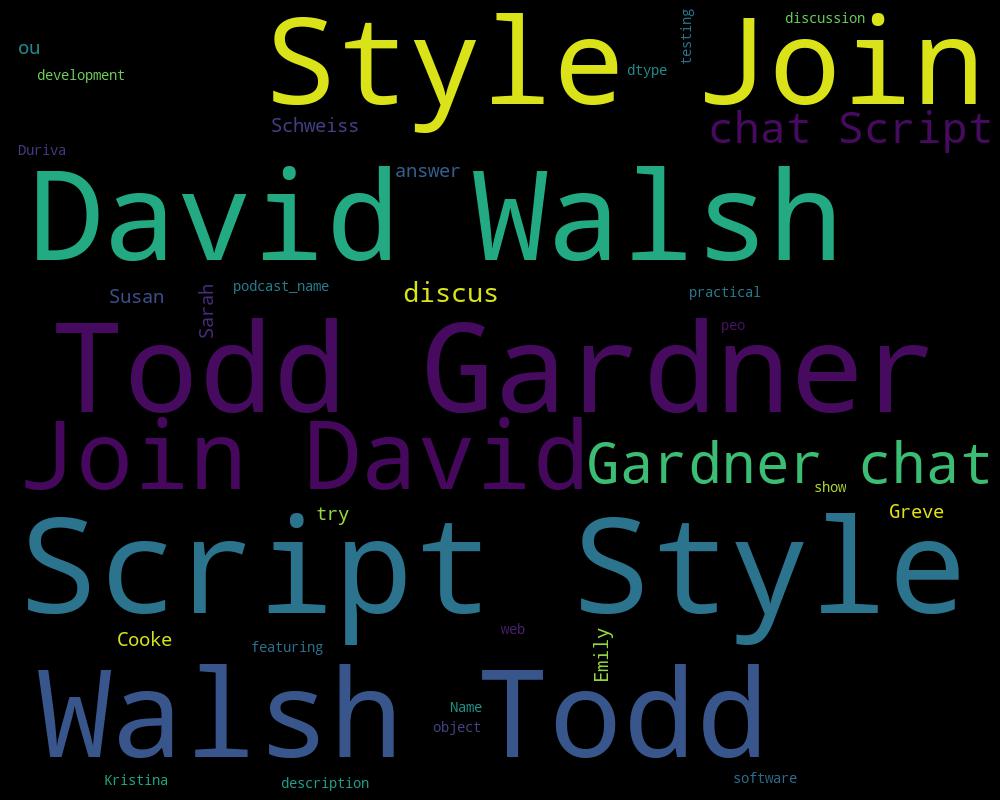 discussion
testing
Style Join
ou
dtype
development
Schweiss
chat Script
Duriva
answer
David Walsh
podcast_name
discus
practical
Susan
Sarah
peo
Todd Gardner
Join David
Gardner chat
show
try
Greve
Script Style
web
Cooke
featuring
Emily
Walsh Todd
Name
object
software
Kristina
description